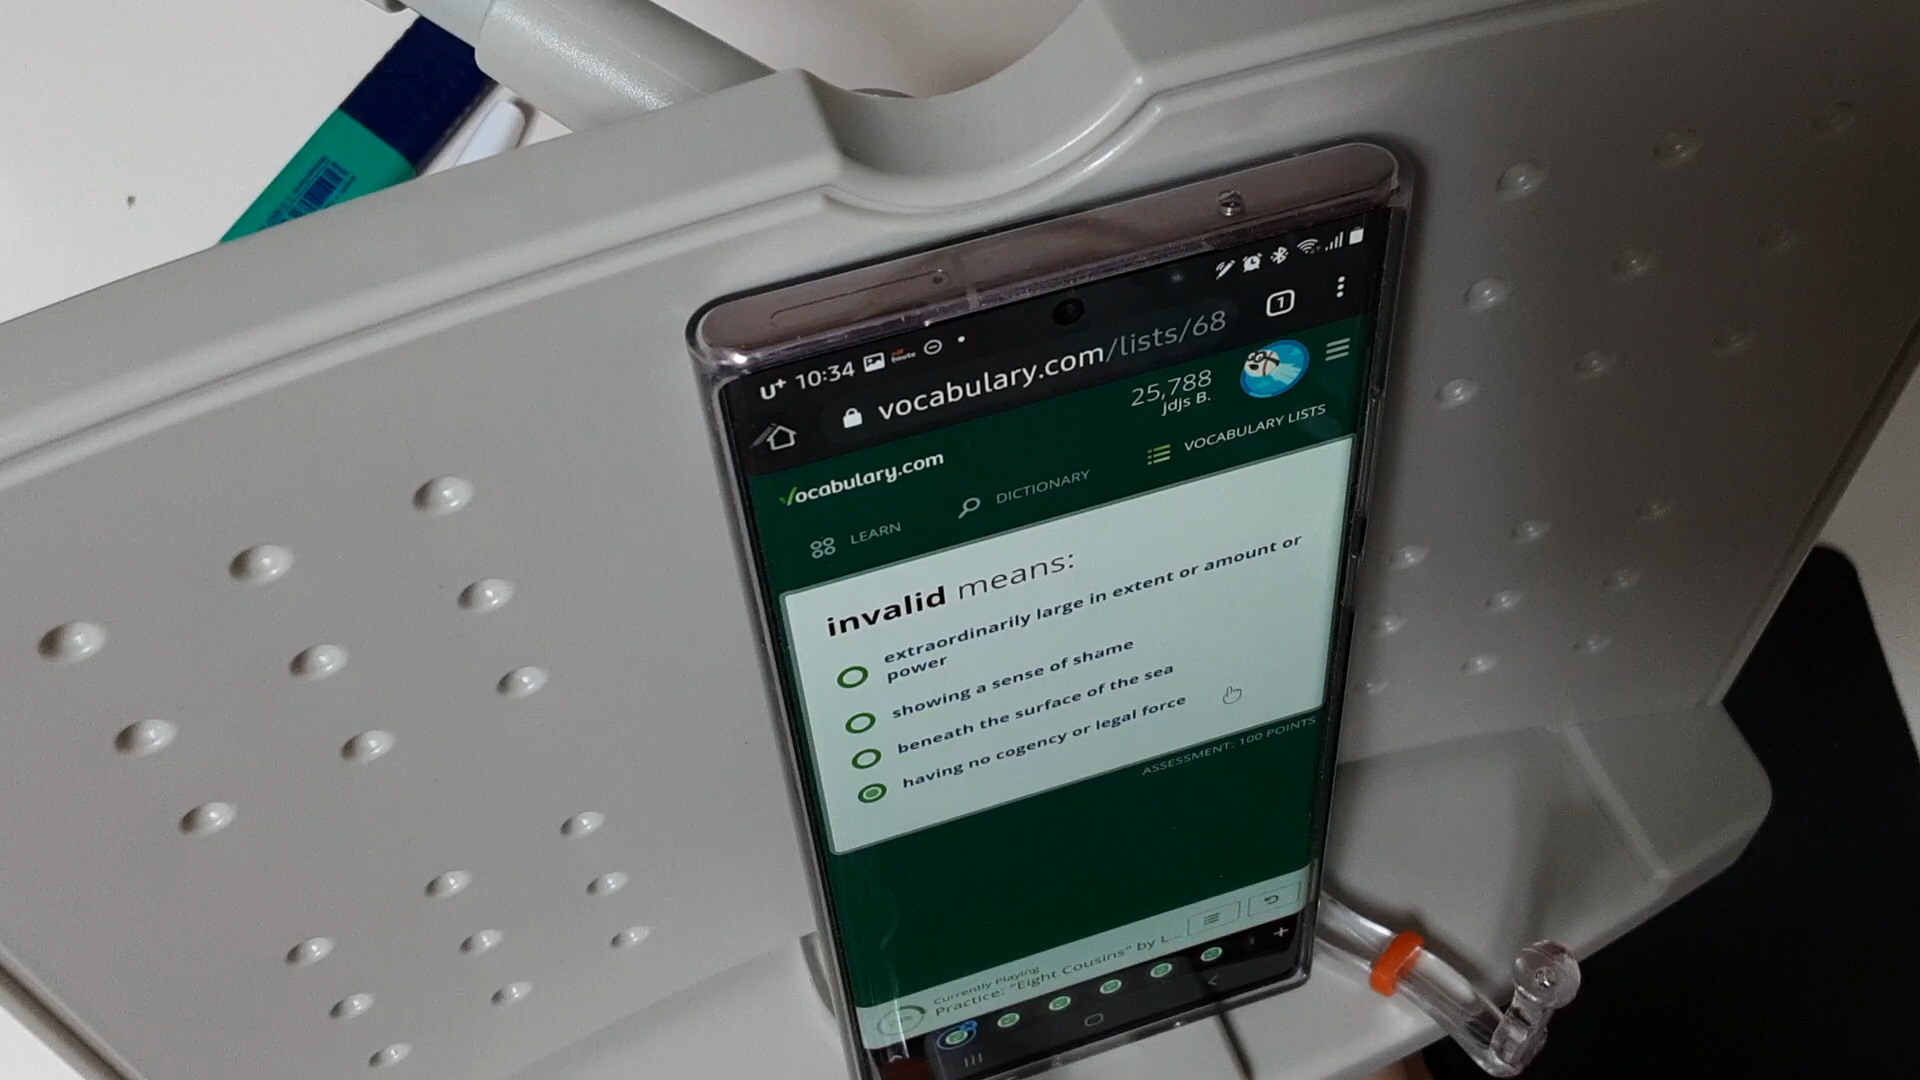 U+ 10:34
vocabulary.com/lists/68
1
25,788
jdjs B.
Vocabulary.com
LEARN
DICTIONARY
VOCABULARY LISTS
invalid means:
extraordinarily large in extent or amount or
power
showing a sense of shame
beneath the surface of the sea
having no cogency or legal force
ASSESSMENT: 100 POINTS
Currently Playing
Practice: "Eight Cousins" by L...